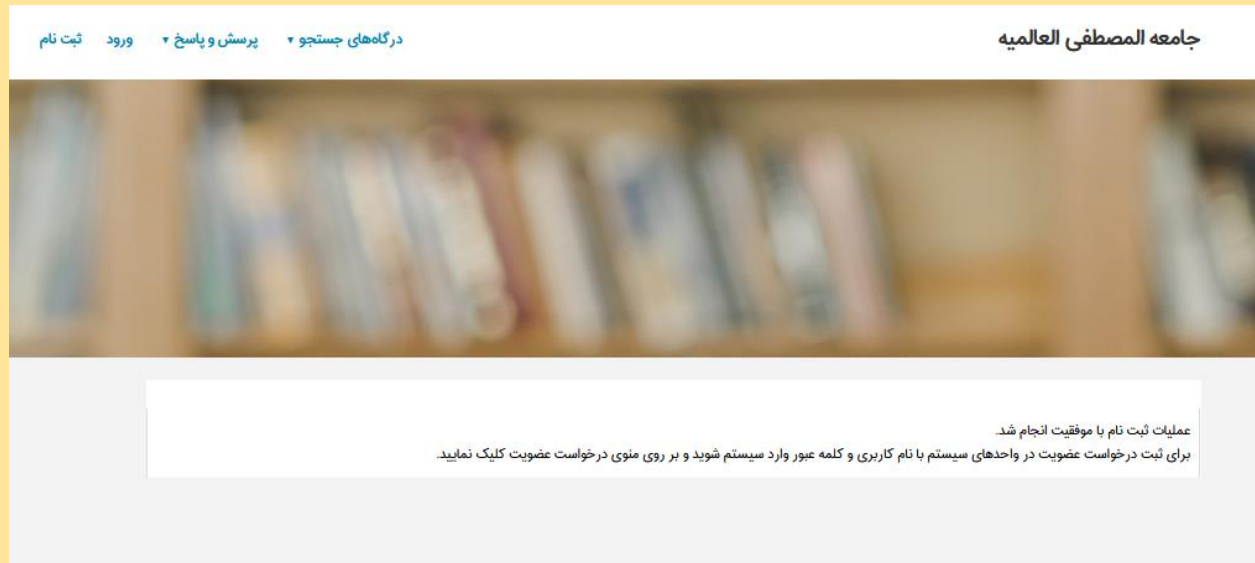 جامعه المصطفی العالمیه
درگاه‌های جستجو ▾ پرسش و پاسخ ▾ ورود ثبت نام
عملیات ثبت نام با موفقیت انجام شد.
برای ثبت درخواست عضویت در واحدهای سیستم با نام کاربری و کلمه عبور وارد سیستم شوید و بر روی منوی درخواست عضویت کلیک نمایید.